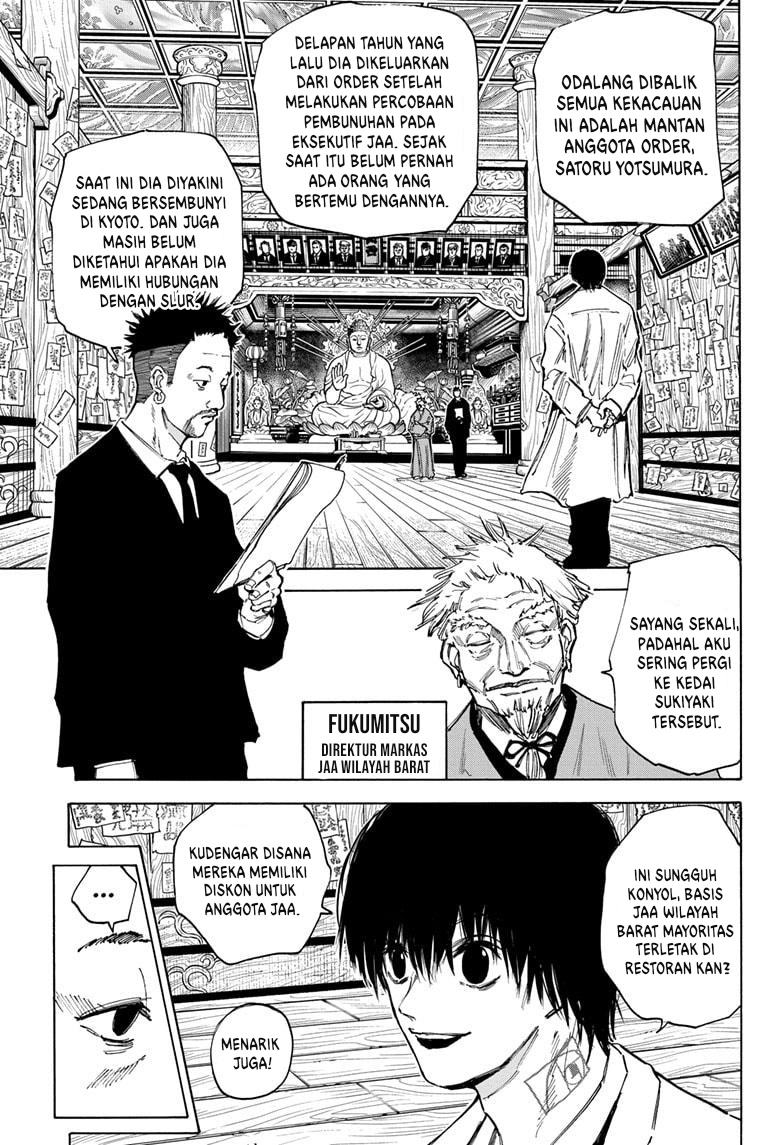 ODALANG DIBALIK
SEMUA KEKACAUAN
INI ADALAH MANTAN
ANGGOTA ORDER,
SATORU YOTSUMURA.
DELAPAN TAHUN YANG
LALU DIA DIKELUARKAN
DARI ORDER SETELAH
MELAKUKAN PERCOBAAN
PEMBUNUHAN PADA
EKSEKUTIF JAA. SEJAK
SAAT ITU BELUM PERNAH
ADA ORANG YANG
BERTEMU DENGANNYA.
SAAT INI DIA DIYAKINI
SEDANG BERSEMBUNYI
DI KYOTO. DAN JUGA
MASIH BELUM
DIKETAHUI APAKAH DIA
MEMILIKI HUBUNGAN
DENGAN SLUR.
SAYANG SEKALI,
PADAHAL AKU
SERING PERGI
KE KEDAI
SUKIYAKI
TERSEBUT.
FUKUMITSU
DIREKTUR MARKAS
JAA WILAYAH BARAT
INI SUNGGUH
KONYOL, BASIS
JAA WILAYAH
BARAT MAYORITAS
TERLETAK DI
RESTORAN KAN?
KUDENGAR DISANA
MEREKA MEMILIKI
DISKON UNTUK
ANGGOTA JAA.
MENARIK
JUGA!
...